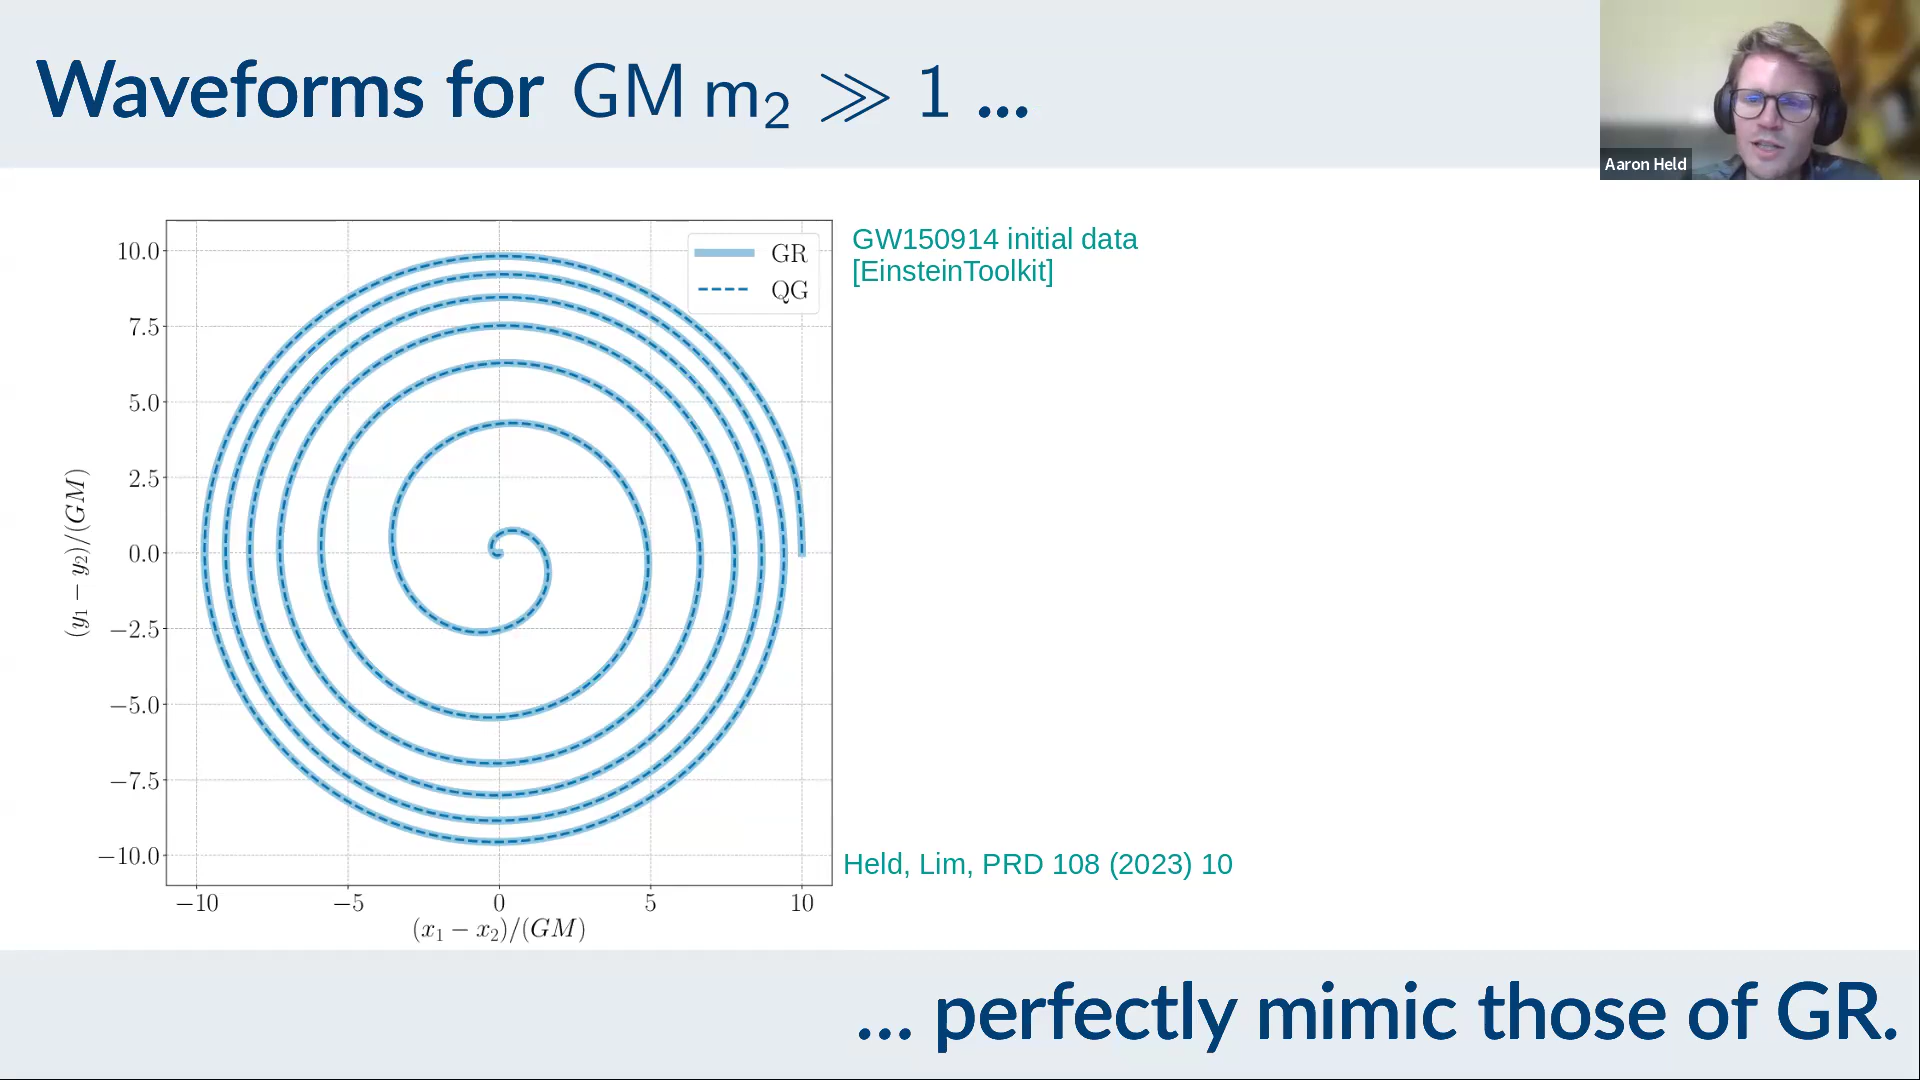 Waveforms for GM m₂ ≫ 1 ...
Aaron Held
GW150914 initial data
[EinsteinToolkit]
GR
QG
10.0
7.5
5.0
2.5
0.0
−2.5
−5.0
−7.5
−10.0
(y₁ − y₂)/(GM)
−10
−5
0
5
10
(x₁ − x₂)/(GM)
Held, Lim, PRD 108 (2023) 10
... perfectly mimic those of GR.